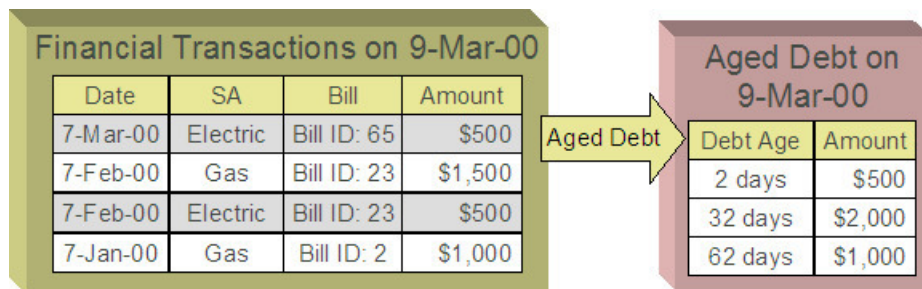 Financial Transactions on 9-Mar-00
Date SA Bill Amount
7-Mar-00 Electric Bill ID: 65 $500
7-Feb-00 Gas Bill ID: 23 $1,500
7-Feb-00 Electric Bill ID: 23 $500
7-Jan-00 Gas Bill ID: 2 $1,000
Aged Debt
Aged Debt on
9-Mar-00
Debt Age Amount
2 days $500
32 days $2,000
62 days $1,000